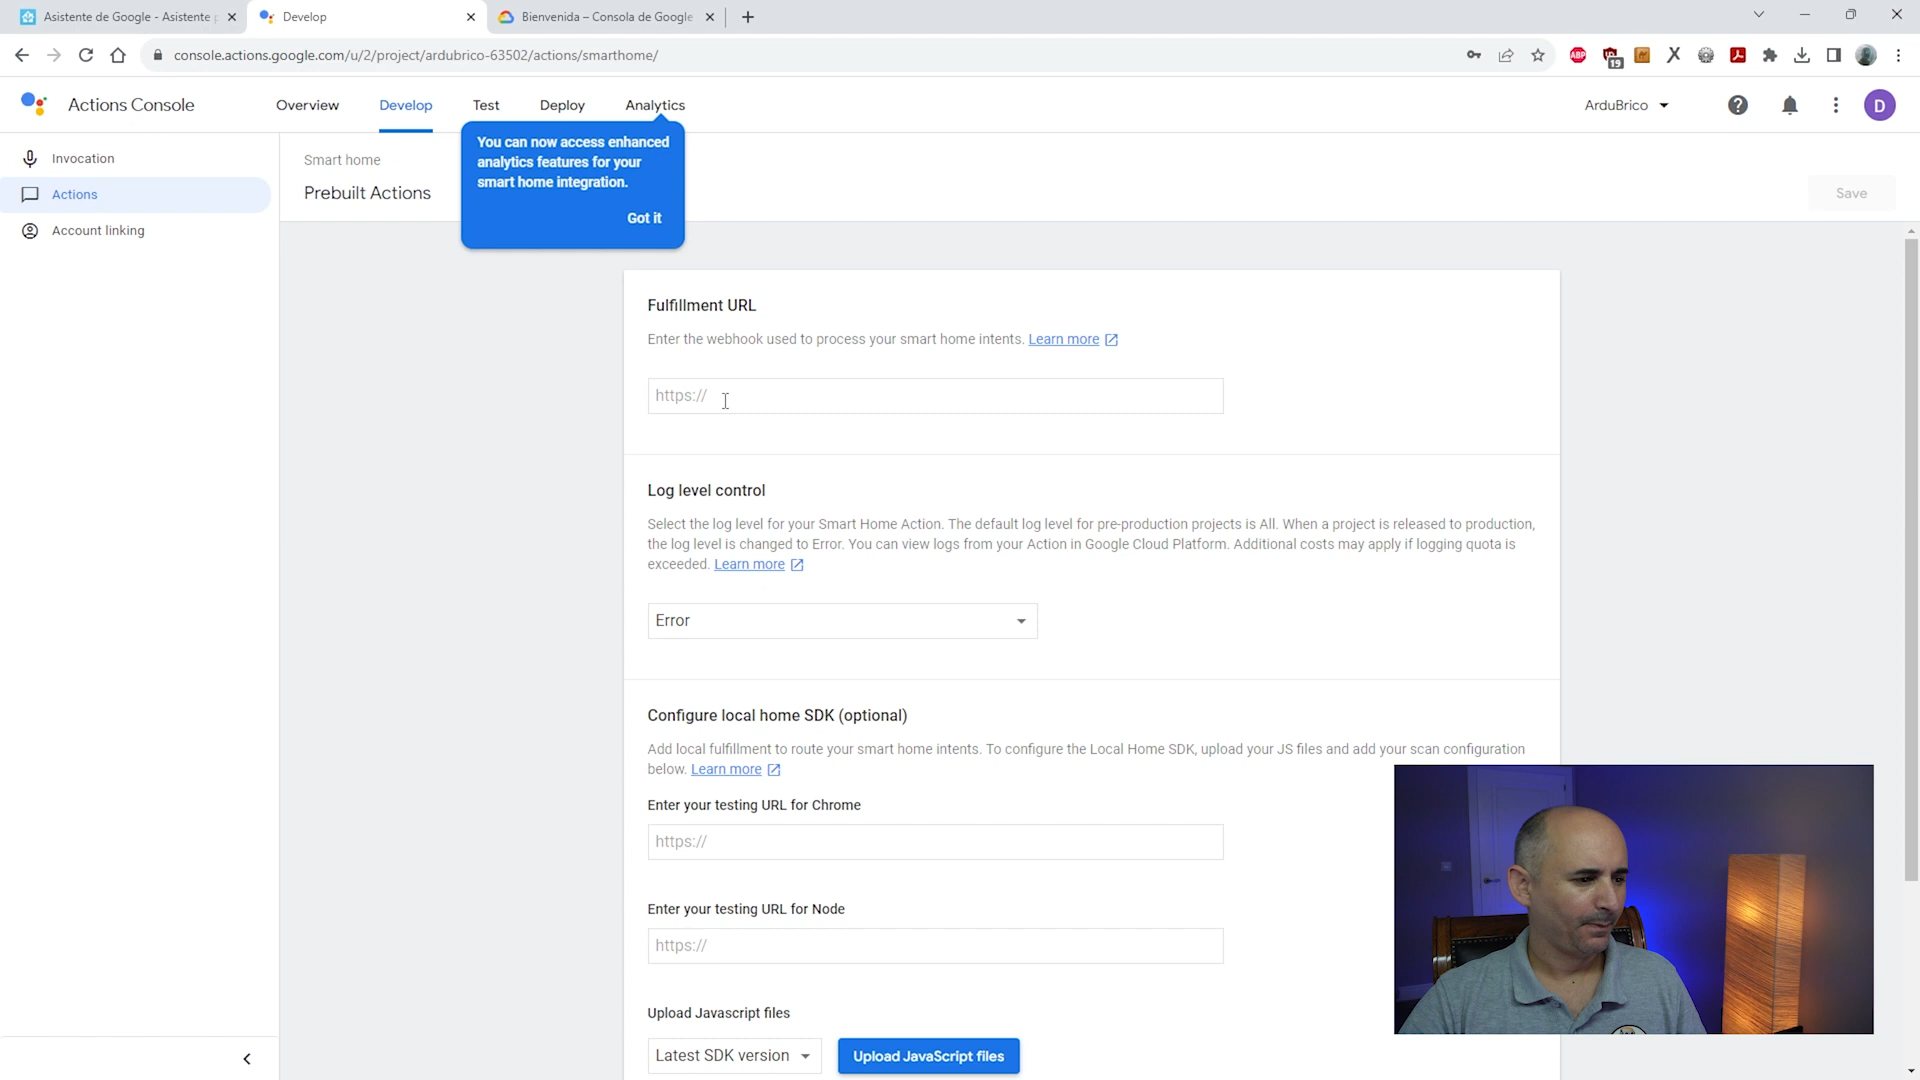 Asistente de Google - Asistente p
Develop
Bienvenida – Consola de Google
console.actions.google.com/u/2/project/ardubrico-63502/actions/smarthome/
ABP
19
X
Actions Console
Overview
Develop
Test
Deploy
Analytics
ArduBrico
D
You can now access enhanced
analytics features for your
smart home integration.
Got it
Invocation
Actions
Account linking
Smart home
Prebuilt Actions
Save
Fulfillment URL
Enter the webhook used to process your smart home intents. Learn more
https://
Log level control
Select the log level for your Smart Home Action. The default log level for pre-production projects is All. When a project is released to production,
the log level is changed to Error. You can view logs from your Action in Google Cloud Platform. Additional costs may apply if logging quota is
exceeded. Learn more
Error
Configure local home SDK (optional)
Add local fulfillment to route your smart home intents. To configure the Local Home SDK, upload your JS files and add your scan configuration
below. Learn more
Enter your testing URL for Chrome
https://
Enter your testing URL for Node
https://
Upload Javascript files
Latest SDK version
Upload JavaScript files